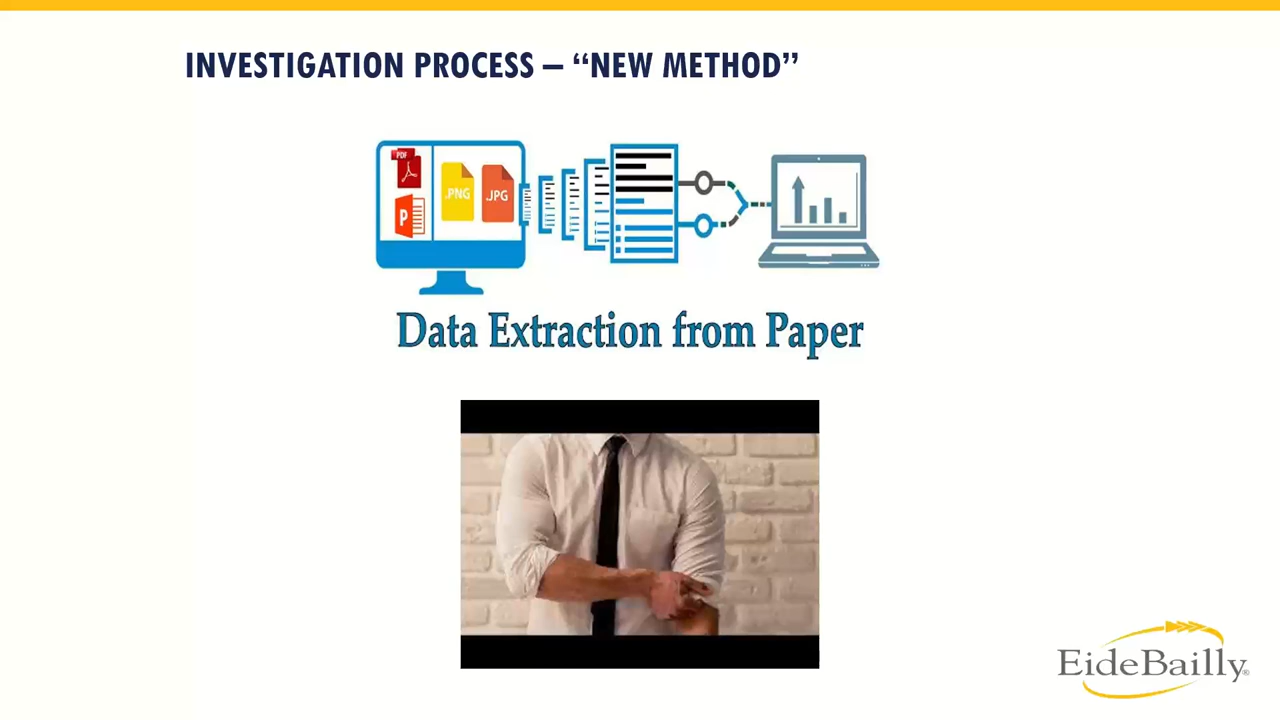 INVESTIGATION PROCESS – “NEW METHOD”
PDF
.PNG
.JPG
P
Data Extraction from Paper
EideBailly®